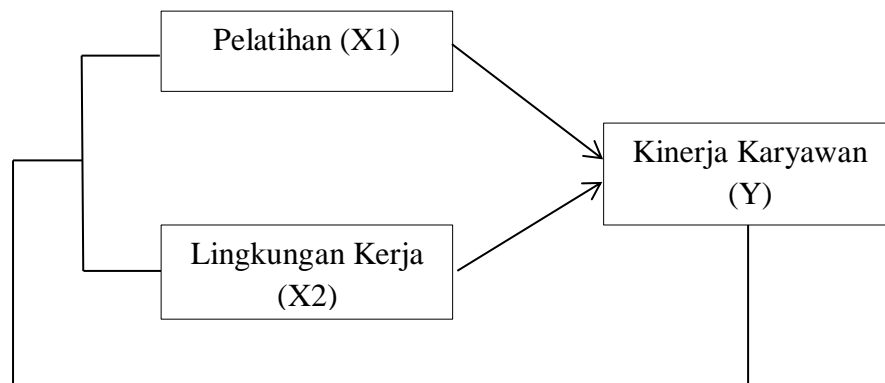 Pelatihan (X1)
Kinerja Karyawan
(Y)
Lingkungan Kerja
(X2)